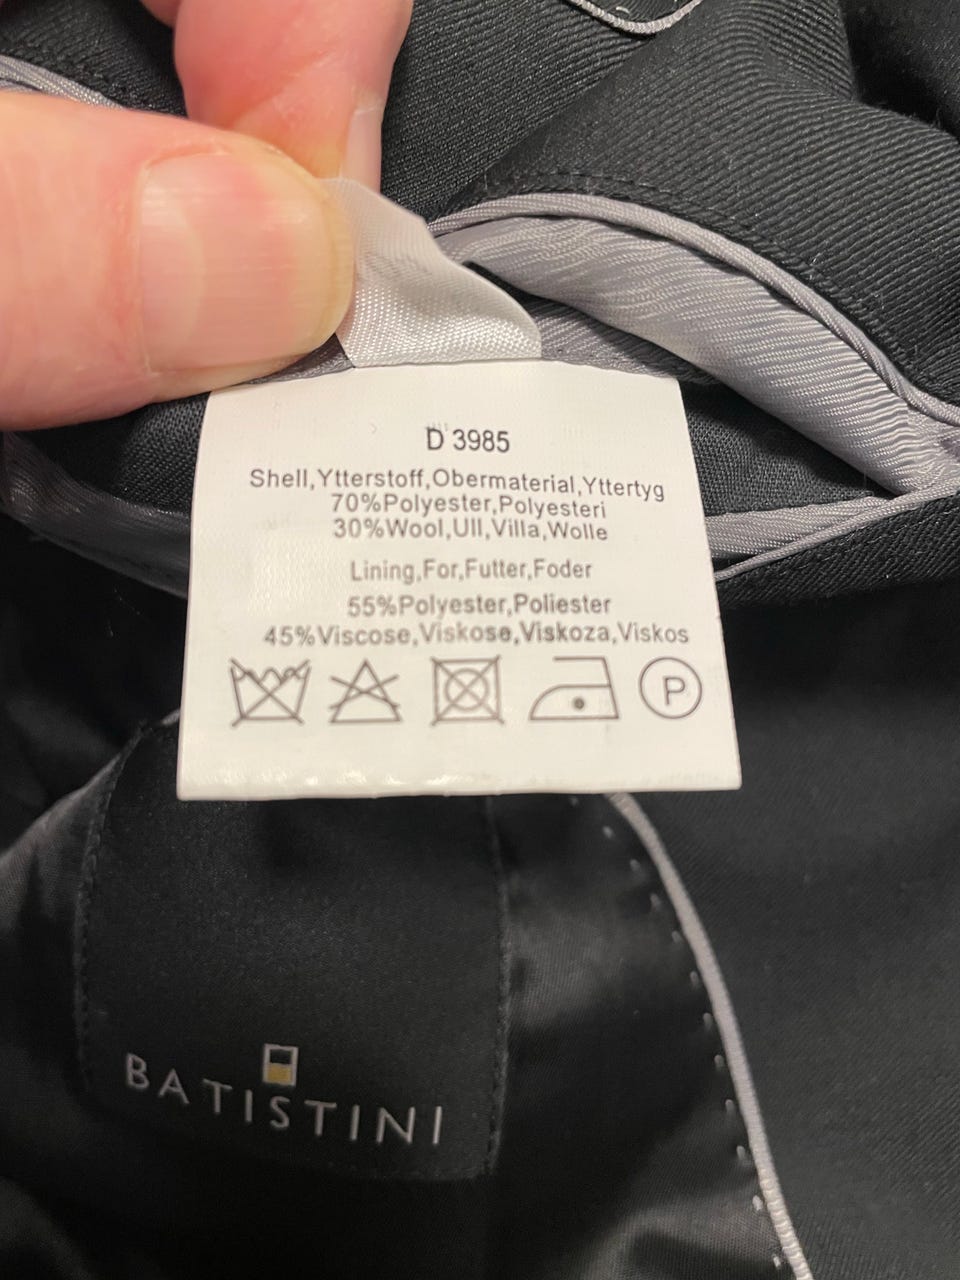 D 3985
Shell,Ytterstoff,Obermaterial,Yttertyg
70%Polyester,Polyesteri
30%Wool,Ull,Villa,Wolle
Lining,For,Futter,Foder
55%Polyester,Poliester
45%Viscose,Viskose,Viskoza,Viskos
P
BATISTINI